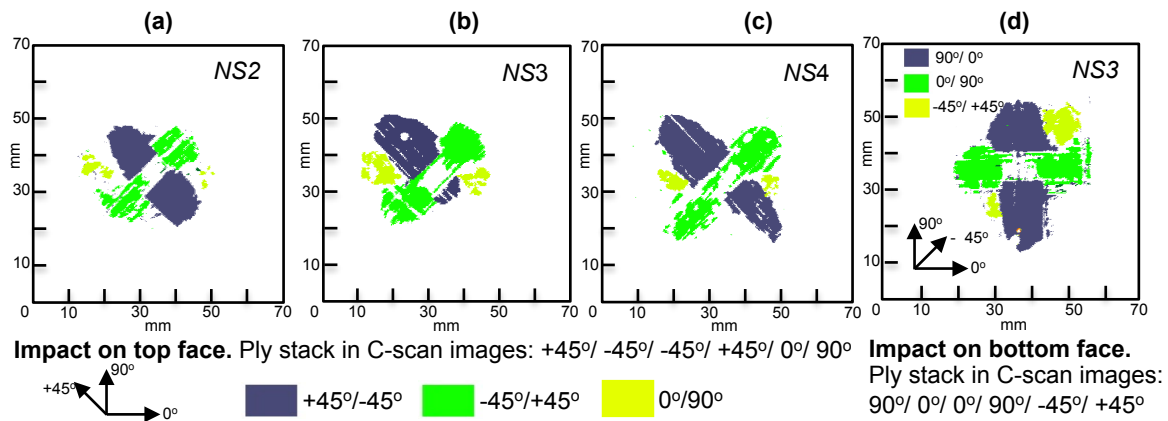 (a) (b) (c) (d)
70 70 70 70
NS2 NS3 NS4 NS3
90º/ 0º
0º/ 90º
-45º/ +45º
50 50 50 50
mm mm mm mm
30 30 30 30
90º
- 45º
0º
10 10 10 10
10 30 50 70 10 30 50 70 10 30 50 70 10 30 50 70
mm mm mm mm
Impact on top face. Ply stack in C-scan images: +45º/ -45º/ -45º/ +45º/ 0º/ 90º
+45º 90º 0º
+45º/-45º -45º/+45º 0º/90º
Impact on bottom face.
Ply stack in C-scan images:
90º/ 0º/ 0º/ 90º/ -45º/ +45º